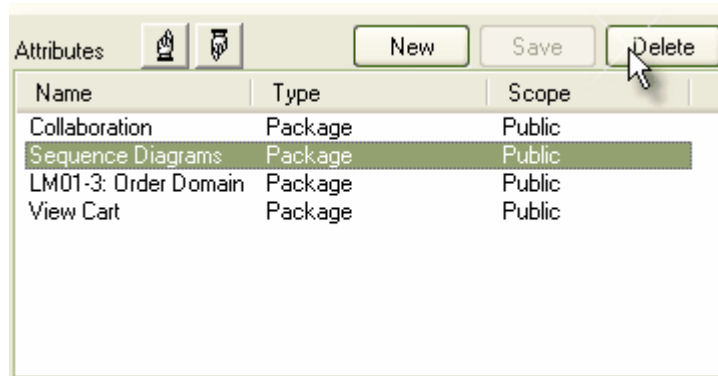 Attributes New Save Delete
Name Type Scope
Collaboration Package Public
Sequence Diagrams Package Public
LM01-3: Order Domain Package Public
View Cart Package Public